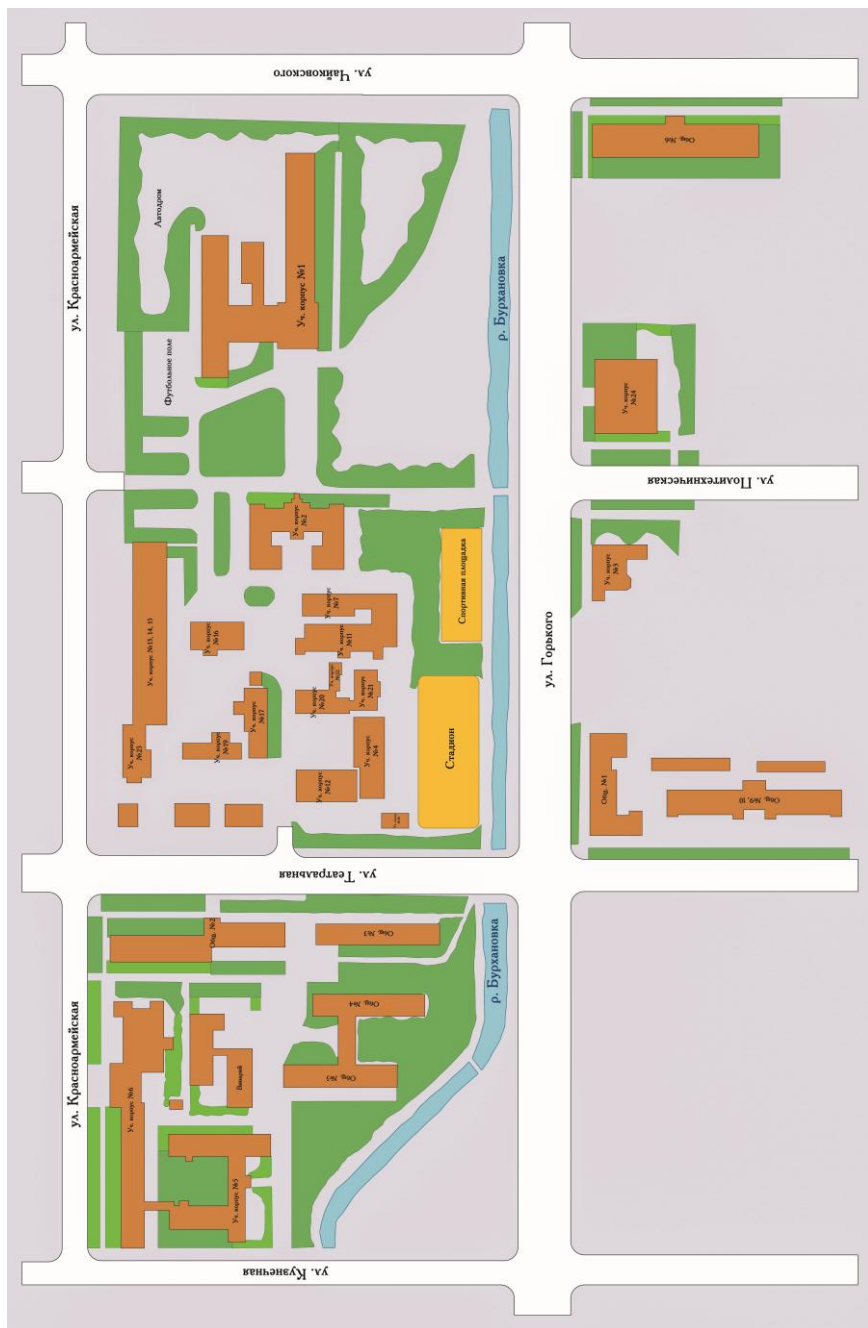 ул. Чайковского
ул. Красноармейская
Автодром
Уч. корпус №1
Футбольное поле
р. Бурхановка
Общ. №6
Уч. корпус
№24
ул. Политехническая
Уч. корпус
№2
Уч. корпус №15, 14, 13
Уч. корпус
№16
Уч. корпус
№7
Уч. корпус
№11
Спортивная площадка
Уч. корпус
№3
ул. Горького
Уч. корпус
№17
Уч. корпус
№20
Уч. корпус
№21
Уч. корпус
№25
Уч. корпус
№19
Уч. корпус
№12
Уч. корпус
№4
Стадион
Общ. №1
Общ. №9, 10
ул. Театральная
Общ. №2
Общ. №3
р. Бурхановка
ул. Красноармейская
Общ. №4
Общ. №5
Уч. корпус №6
Виварий
Уч. корпус №5
ул. Кузнечная